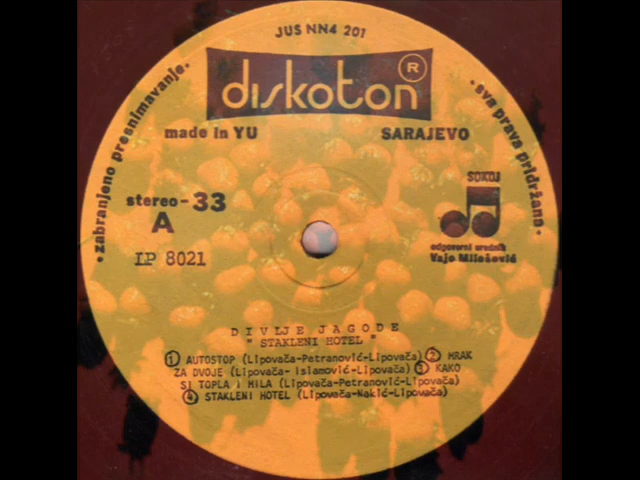 JUS NN4 201
diskoton ®
made in YU SARAJEVO
• zabranjeno presnimavanje •
• sva prava pridržana •
stereo - 33
A
LP 8021
SOKOJ
odgovorni urednik
Vojo Milošević
DIVLJE JAGODE
" STAKLENI HOTEL "
1 AUTOSTOP (Lipovača-Petranović-Lipovača) 2 MRAK
ZA DVOJE (Lipovača- Islamović-Lipovača) 3 KAKO
SI TOPLA I MILA (Lipovača-Petranović-Lipovača)
4 STAKLENI HOTEL (Lipovača-Nakić-Lipovača)